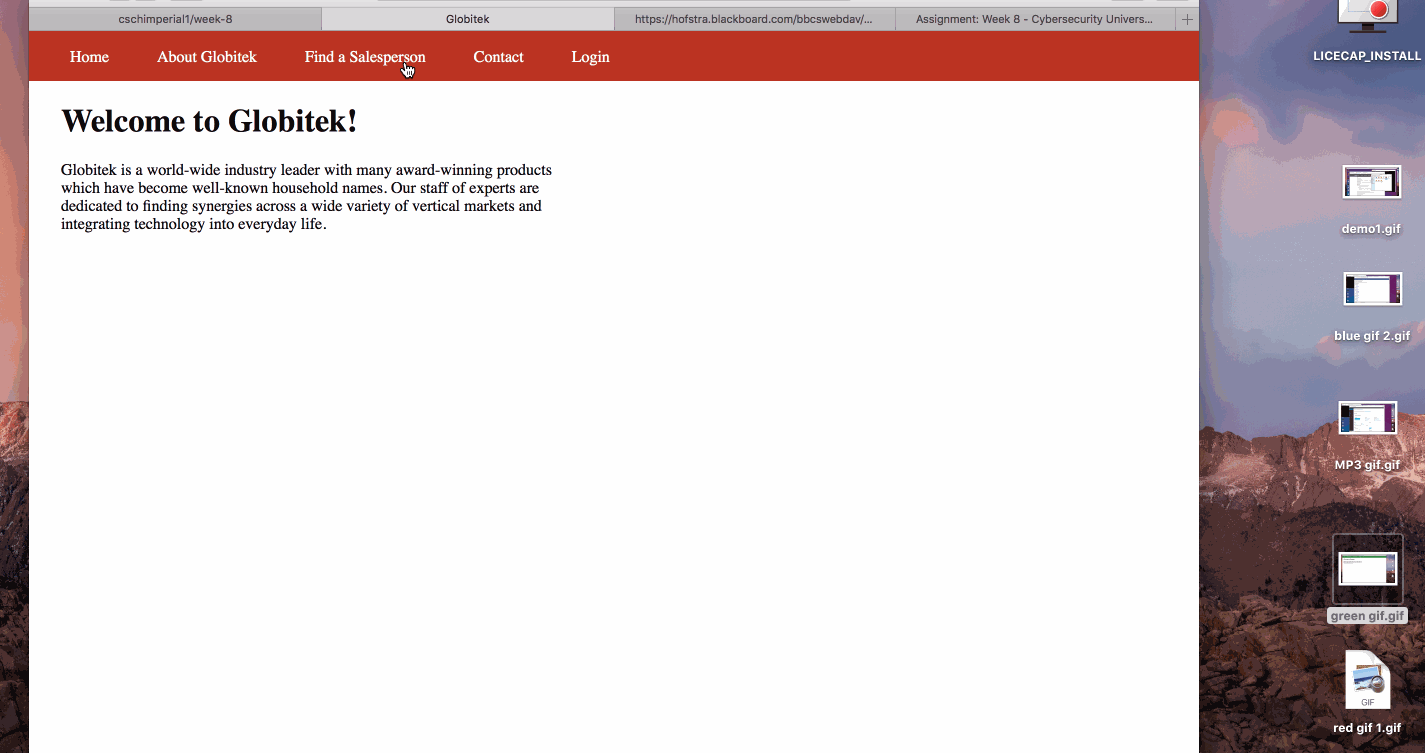 cschimperial1/week-8
Globitek
https://hofstra.blackboard.com/bbcswebdav/...
Assignment: Week 8 - Cybersecurity Univers...
Home
About Globitek
Find a Salesperson
Contact
Login
Welcome to Globitek!
Globitek is a world-wide industry leader with many award-winning products
which have become well-known household names. Our staff of experts are
dedicated to finding synergies across a wide variety of vertical markets and
integrating technology into everyday life.
LICECAP_INSTALL
demo1.gif
blue gif 2.gif
MP3 gif.gif
green gif.gif
GIF
red gif 1.gif